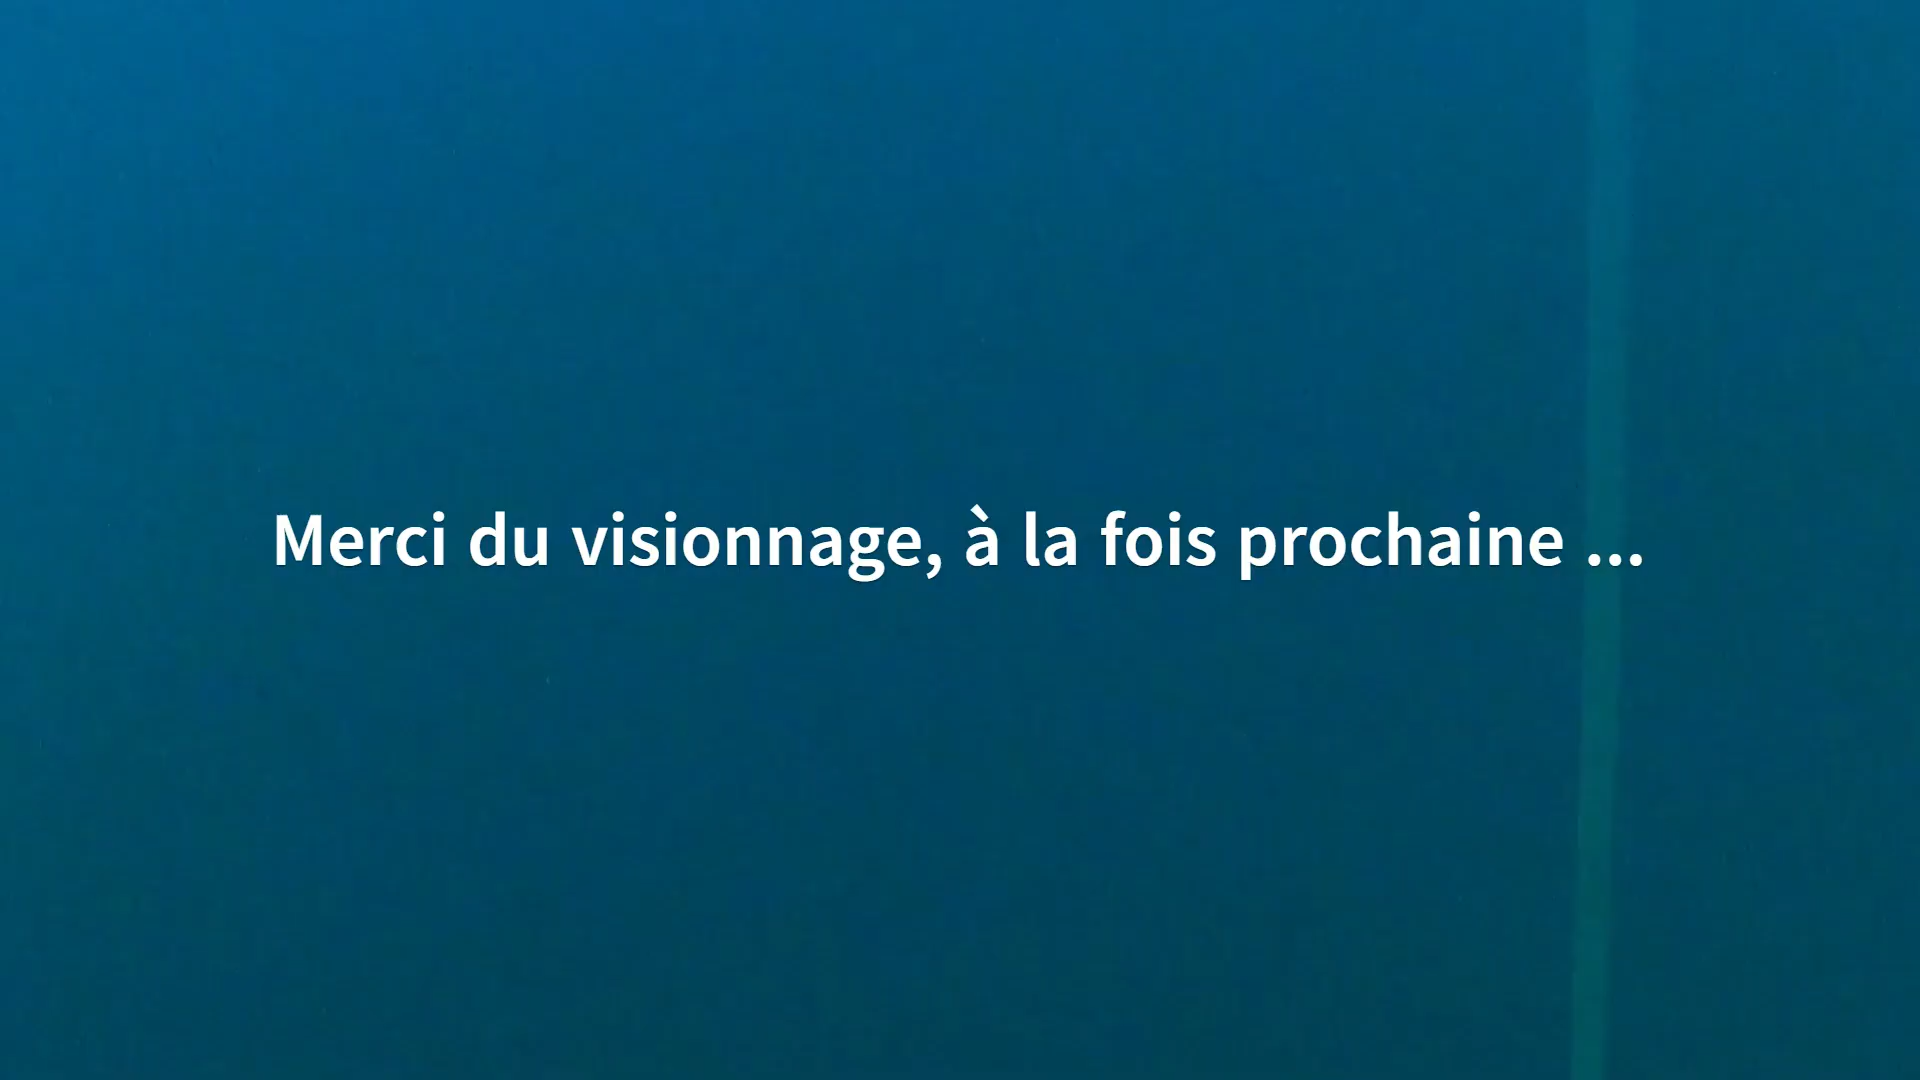 Merci du visionnage, à la fois prochaine ...